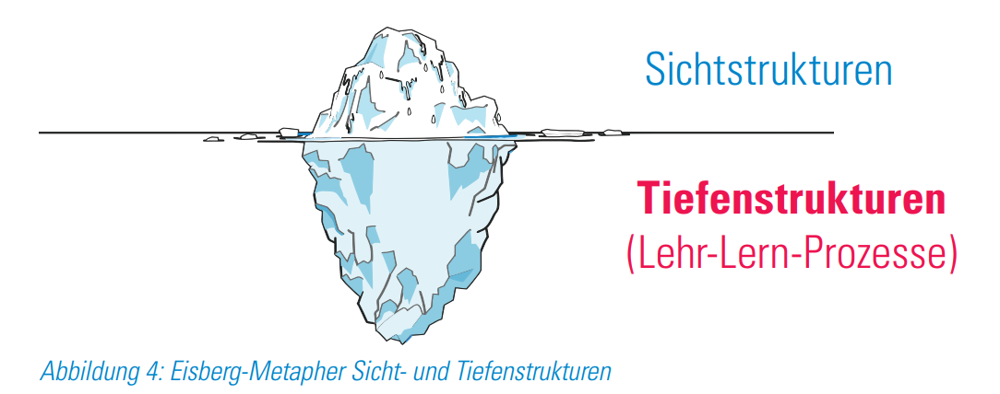 Sichtstrukturen
Tiefenstrukturen
(Lehr-Lern-Prozesse)
Abbildung 4: Eisberg-Metapher Sicht- und Tiefenstrukturen